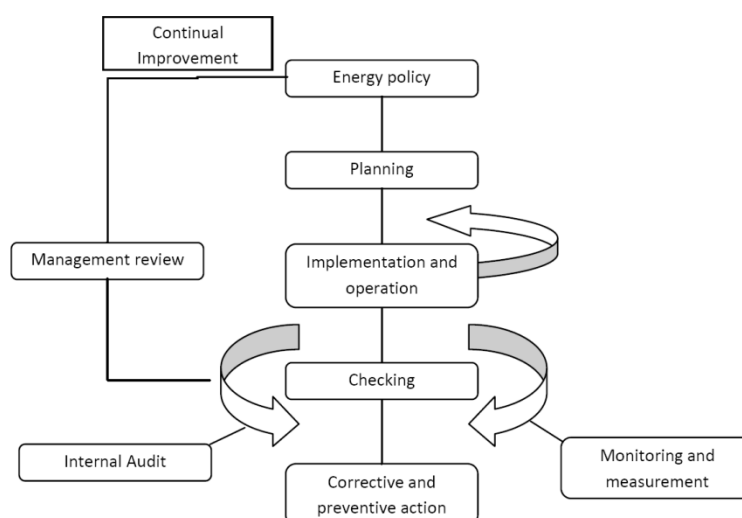 Continual
Improvement
Energy policy
Planning
Management review
Implementation and
operation
Checking
Internal Audit
Monitoring and
measurement
Corrective and
preventive action